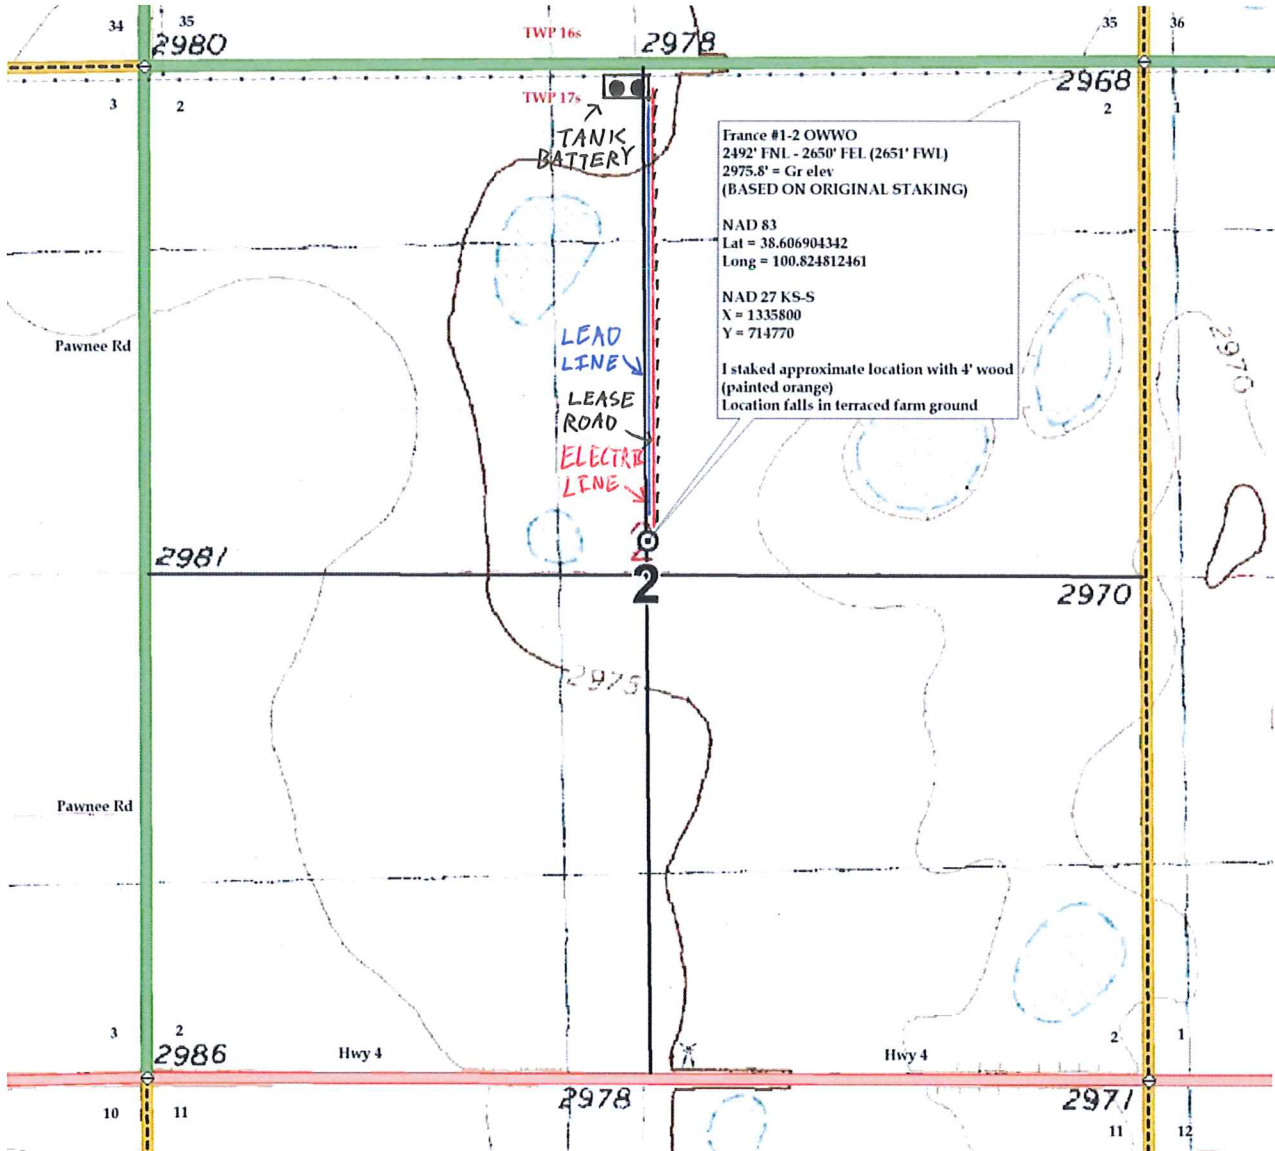 34
35
TWP 16s
35
36
2980
2978
2968
3
2
TWP 17s
2
1
TANK
BATTERY
France #1-2 OWWO
2492' FNL - 2650' FEL (2651' FWL)
2975.8' = Gr elev
(BASED ON ORIGINAL STAKING)
NAD 83
Lat = 38.606904342
Long = 100.824812461
NAD 27 KS-S
X = 1335800
Y = 714770
I staked approximate location with 4' wood
(painted orange)
Location falls in terraced farm ground
Pawnee Rd
LEAD
LINE
LEASE
ROAD
ELECTRIC
LINE
2970
2981
2
2
2970
2975
Pawnee Rd
3
2
2
1
2986
Hwy 4
Hwy 4
2978
2971
10
11
11
12